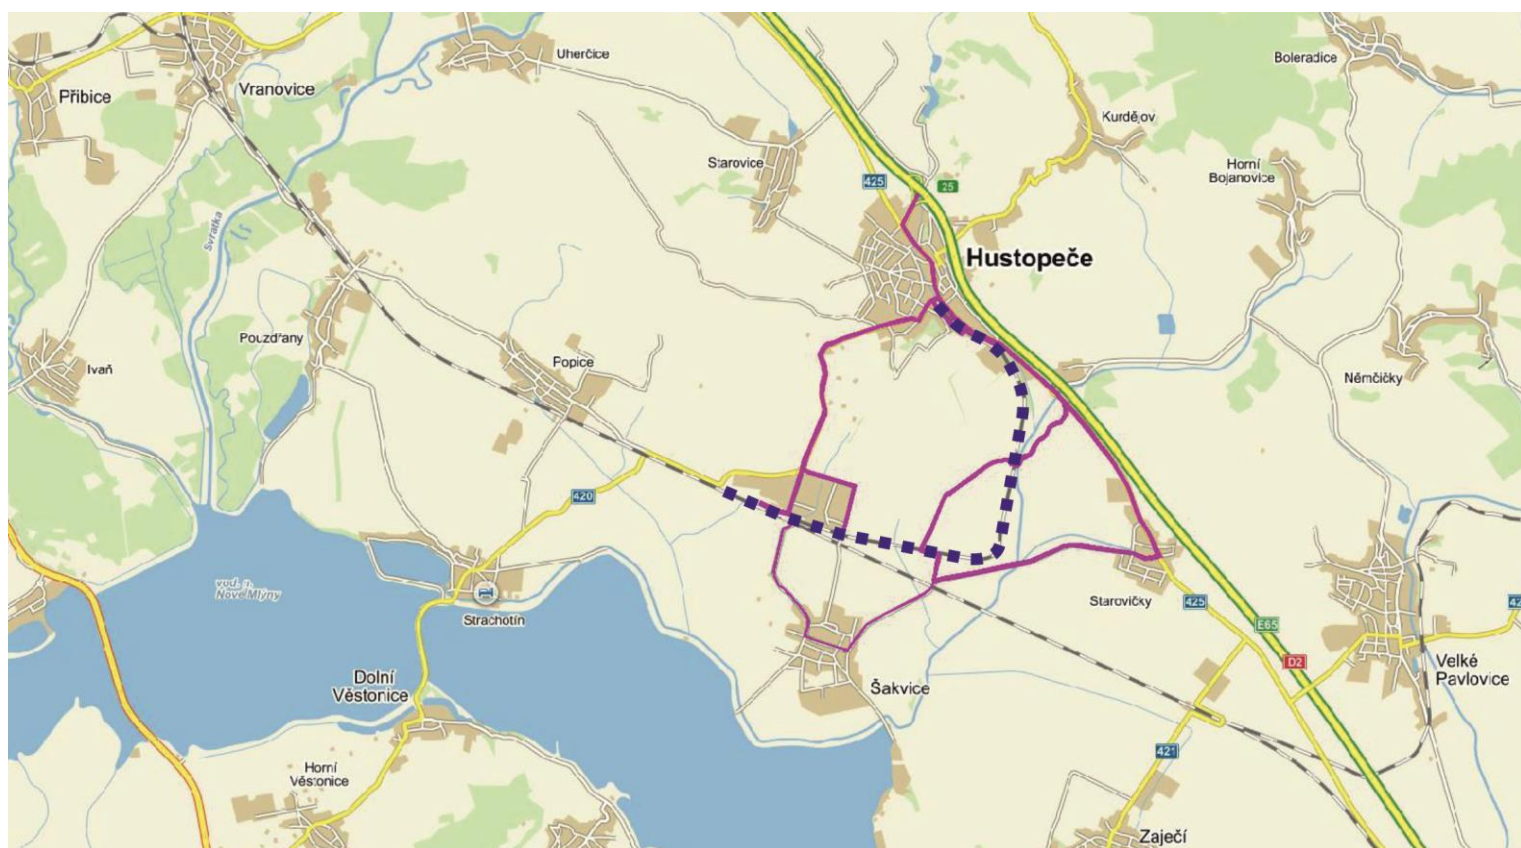 Uherčice
Boleradice
Vranovice
Přibice
Kurdějov
Starovice
Horní
Bojanovice
425
25
Svratka
Hustopeče
Pouzdřany
Popice
Ivaň
Němčičky
420
vod. n.
Nové Mlýny
Strachotín
Starovičky
425
E65
D2
Velké
Pavlovice
Dolní
Věstonice
Šakvice
421
Horní
Věstonice
Zaječí